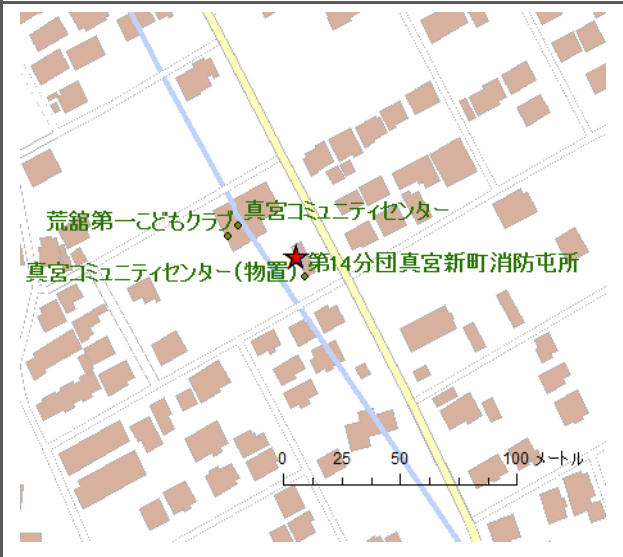 真宮コミュニティセンター
荒舘第一こどもクラブ
第14分団真宮新町消防屯所
真宮コミュニティセンター(物置)
0 25 50 100 メートル